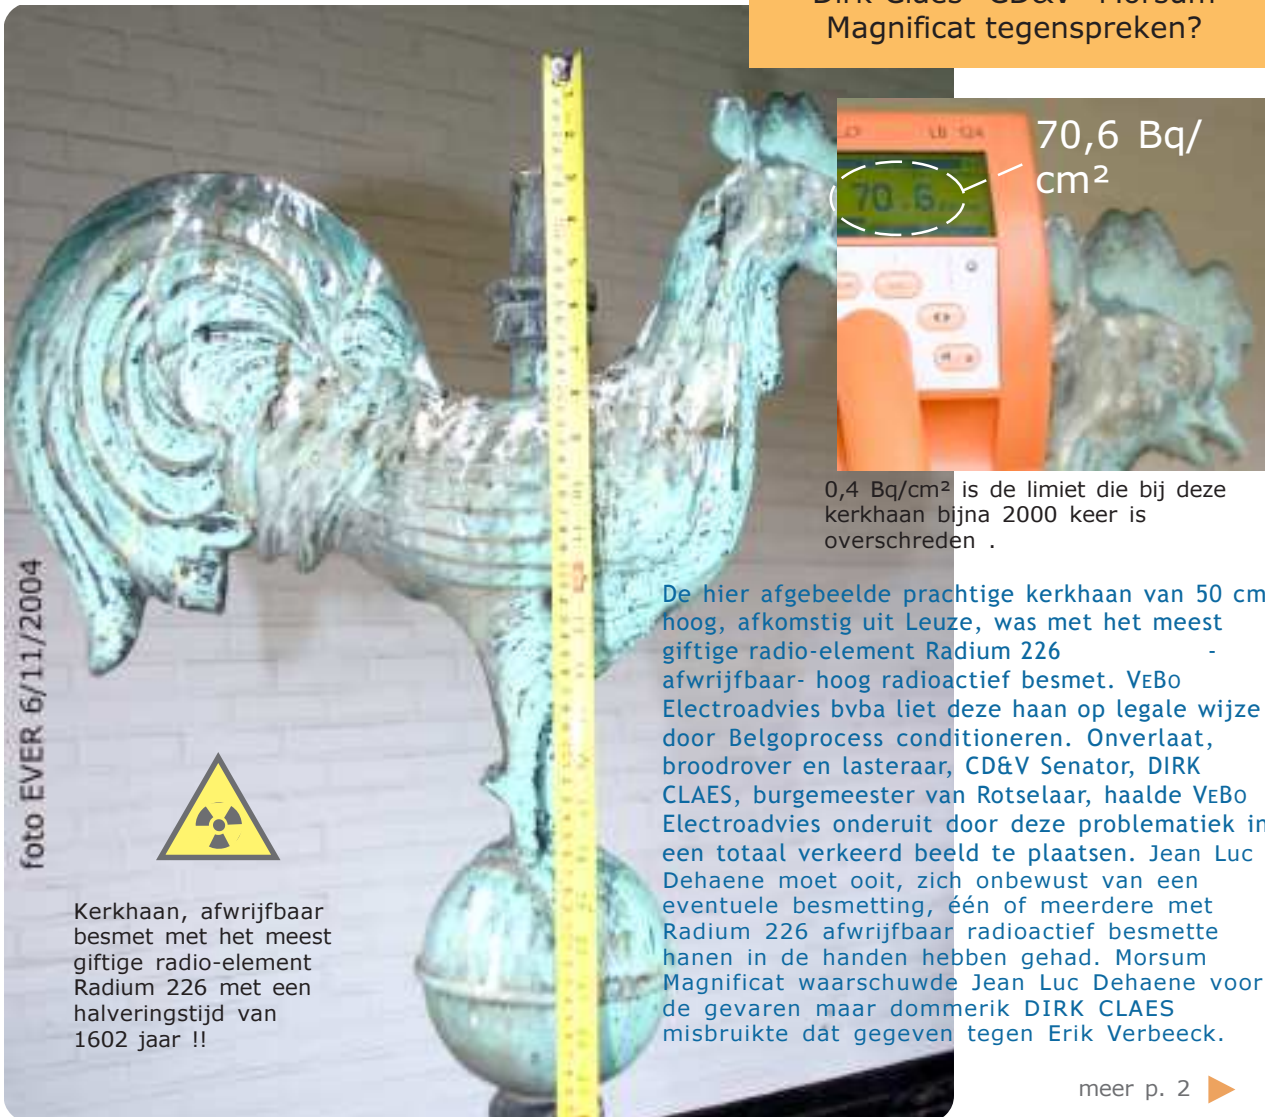 Dirk Claes CD&V Morsum
Magnificat tegenspreken?
LB 124
70,6 Bq/
cm²
70.6
0,4 Bq/cm² is de limiet die bij deze
kerkhaan bijna 2000 keer is
overschreden .
De hier afgebeelde prachtige kerkhaan van 50 cm
hoog, afkomstig uit Leuze, was met het meest
giftige radio-element Radium 226 -
afwrijfbaar- hoog radioactief besmet. VEBO
Electroadvies bvba liet deze haan op legale wijze
door Belgoprocess conditioneren. Onverlaat,
broodrover en lasteraar, CD&V Senator, DIRK
CLAES, burgemeester van Rotselaar, haalde VEBO
Electroadvies onderuit door deze problematiek in
een totaal verkeerd beeld te plaatsen. Jean Luc
Dehaene moet ooit, zich onbewust van een
eventuele besmetting, één of meerdere met
Radium 226 afwrijfbaar radioactief besmette
hanen in de handen hebben gehad. Morsum
Magnificat waarschuwde Jean Luc Dehaene voor
de gevaren maar dommerik DIRK CLAES
misbruikte dat gegeven tegen Erik Verbeeck.
foto EVER 6/11/2004
Kerkhaan, afwrijfbaar
besmet met het meest
giftige radio-element
Radium 226 met een
halveringstijd van
1602 jaar !!
meer p. 2